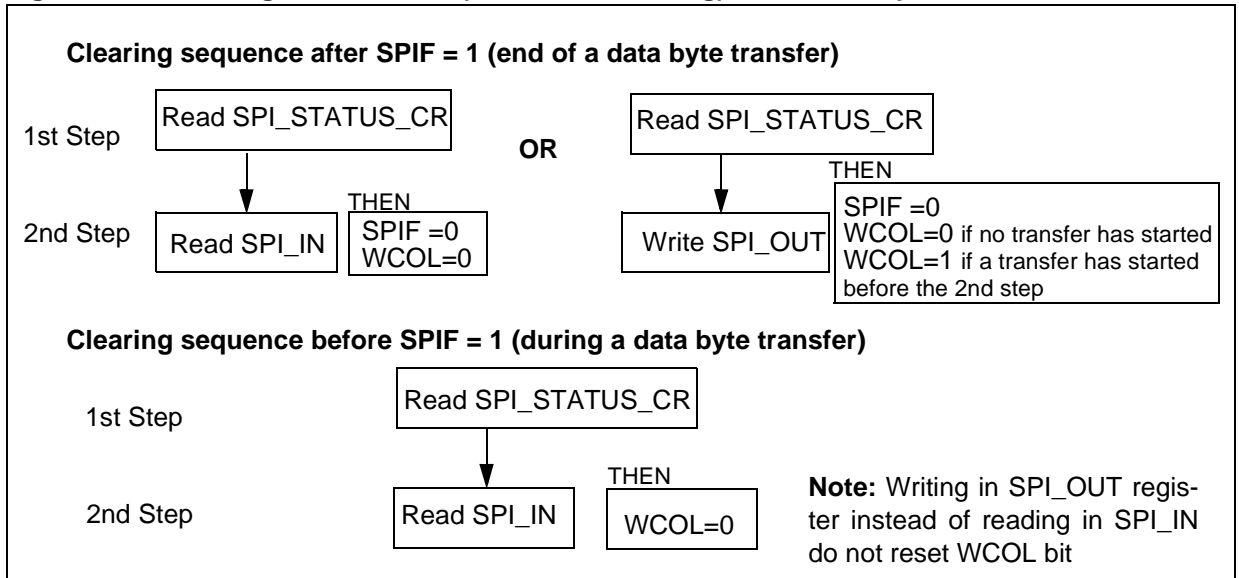 Clearing sequence after SPIF = 1 (end of a data byte transfer)
1st Step
Read SPI_STATUS_CR
OR
Read SPI_STATUS_CR
2nd Step
Read SPI_IN
THEN
SPIF =0
WCOL=0
Write SPI_OUT
THEN
SPIF =0
WCOL=0 if no transfer has started
WCOL=1 if a transfer has started
before the 2nd step
Clearing sequence before SPIF = 1 (during a data byte transfer)
1st Step
Read SPI_STATUS_CR
2nd Step
Read SPI_IN
THEN
WCOL=0
Note: Writing in SPI_OUT regis-
ter instead of reading in SPI_IN
do not reset WCOL bit